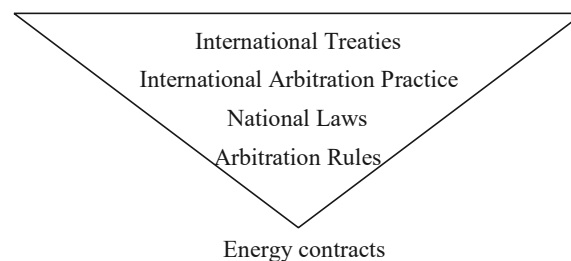 International Treaties
International Arbitration Practice
National Laws
Arbitration Rules
Energy contracts